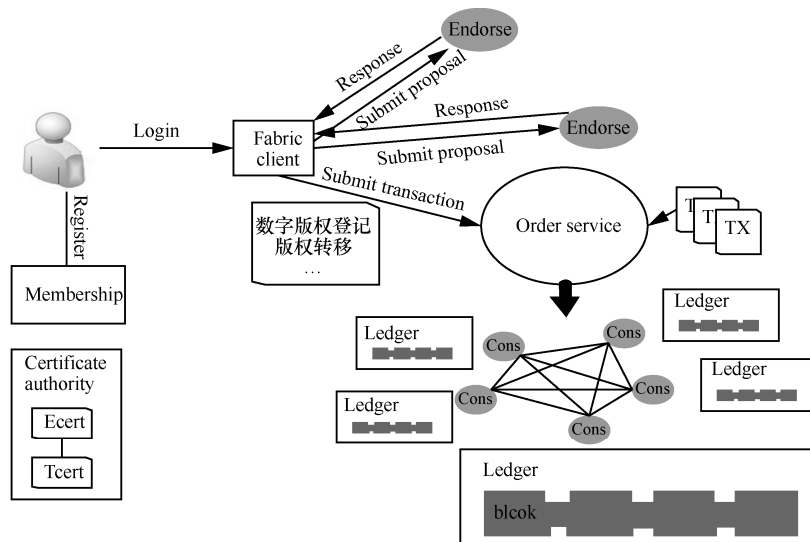 Endorse
Response
Submit proposal
Response
Endorse
Login
Fabric
client
Submit proposal
Submit transaction
Register
数字版权登记
版权转移
…
Order service
T
T
TX
Membership
Ledger
Ledger
Cons
Cons
Certificate
authority
Ledger
Ledger
Cons
Cons
Cons
Ecert
Tcert
Ledger
blcok